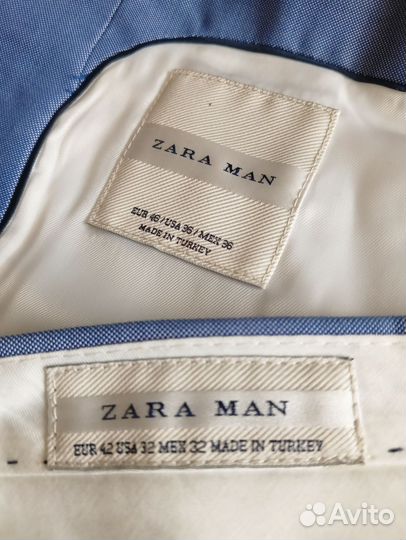 ZARA MAN
EUR 46 / USA 36 / MEX 36
MADE IN TURKEY
ZARA MAN
EUR 42 USA 32 MEX 32 MADE IN TURKEY
Avito